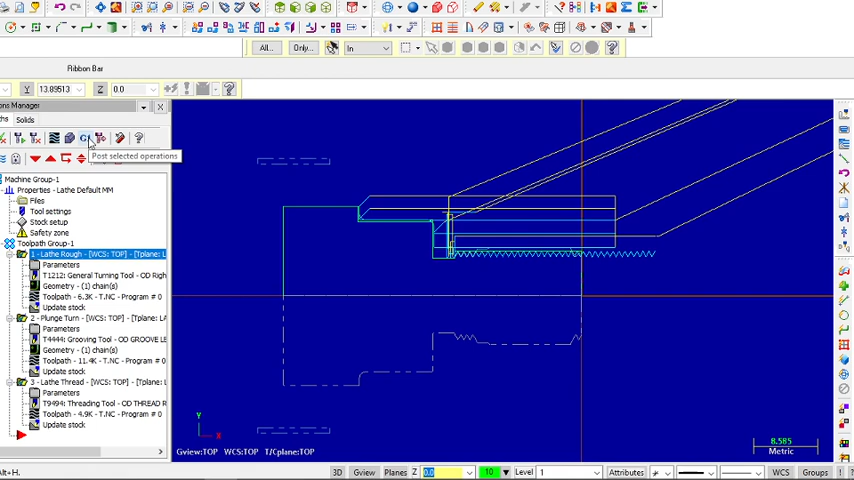 All...
Only...
In
Ribbon Bar
Y
13.89513
Z
0.0
ons Manager
ths
Solids
G1
Post selected operations
Machine Group-1
Properties - Lathe Default MM
Files
Tool settings
Stock setup
Safety zone
Toolpath Group-1
1 - Lathe Rough - [WCS: TOP] - [Tplane: L
Parameters
T1212: General Turning Tool - OD Righ
Geometry - (1) chain(s)
Toolpath - 6.3K - T.NC - Program # 0
Update stock
2 - Plunge Turn - [WCS: TOP] - [Tplane: L
Parameters
T4444: Grooving Tool - OD GROOVE L
Geometry - (1) chain(s)
Toolpath - 11.4K - T.NC - Program # 0
Update stock
3 - Lathe Thread - [WCS: TOP] - [Tplane:
Parameters
T9494: Threading Tool - OD THREAD R
Toolpath - 4.9K - T.NC - Program # 0
Update stock
Y
X
Gview:TOP WCS:TOP T/Cplane:TOP
8.585
Metric
Alt+H.
3D
Gview
Planes
Z
0.0
10
Level
1
Attributes
WCS
Groups